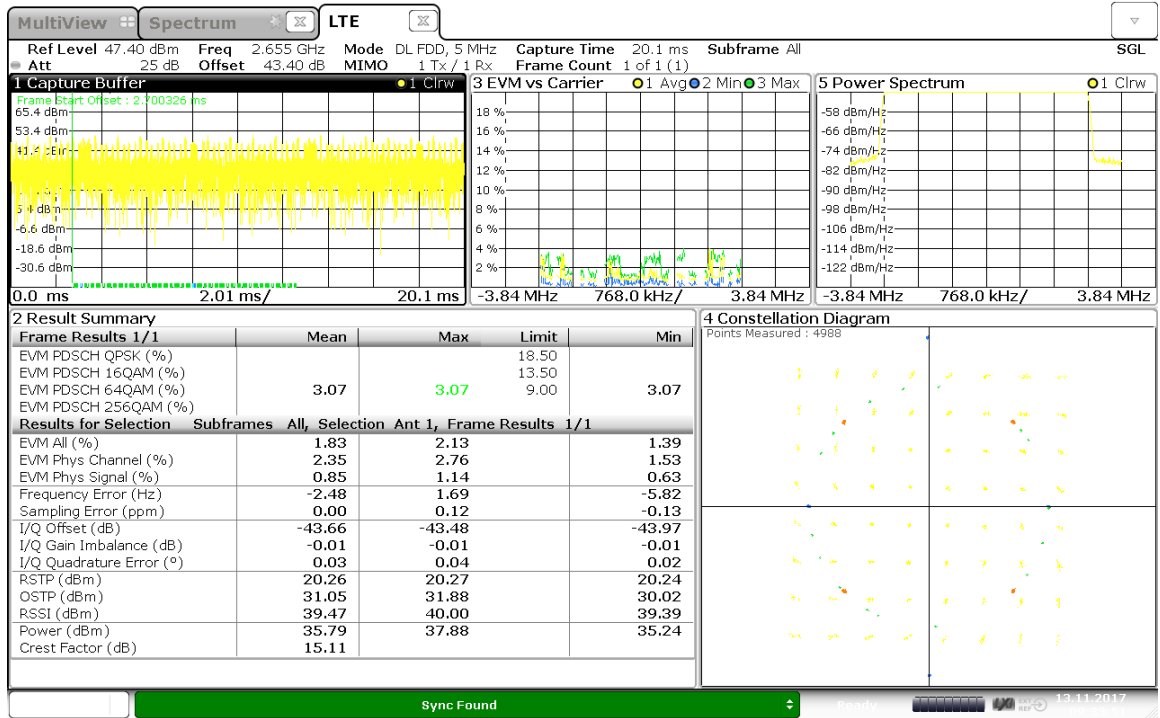 MultiView Spectrum LTE
Ref Level 47.40 dBm Freq 2.655 GHz Mode DL FDD, 5 MHz Capture Time 20.1 ms Subframe All SGL
Att 25 dB Offset 43.40 dB MIMO 1 Tx / 1 Rx Frame Count 1 of 1 (1)
1 Capture Buffer 1 Clrw
Frame Start Offset : 2.700326 ms
65.4 dBm
53.4 dBm
41.4 dBm
5.4 dBm
-6.6 dBm
-18.6 dBm
-30.6 dBm
0.0 ms 2.01 ms/ 20.1 ms
3 EVM vs Carrier 1 Avg 2 Min 3 Max
18 %
16 %
14 %
12 %
10 %
8 %
6 %
4 %
2 %
-3.84 MHz 768.0 kHz/ 3.84 MHz
5 Power Spectrum 1 Clrw
-58 dBm/Hz
-66 dBm/Hz
-74 dBm/Hz
-82 dBm/Hz
-90 dBm/Hz
-98 dBm/Hz
-106 dBm/Hz
-114 dBm/Hz
-122 dBm/Hz
-3.84 MHz 768.0 kHz/ 3.84 MHz
2 Result Summary
Frame Results 1/1 Mean Max Limit Min
EVM PDSCH QPSK (%) 18.50
EVM PDSCH 16QAM (%) 13.50
EVM PDSCH 64QAM (%) 3.07 3.07 9.00 3.07
EVM PDSCH 256QAM (%)
Results for Selection Subframes All, Selection Ant 1, Frame Results 1/1
EVM All (%) 1.83 2.13 1.39
EVM Phys Channel (%) 2.35 2.76 1.53
EVM Phys Signal (%) 0.85 1.14 0.63
Frequency Error (Hz) -2.48 1.69 -5.82
Sampling Error (ppm) 0.00 0.12 -0.13
I/Q Offset (dB) -43.66 -43.48 -43.97
I/Q Gain Imbalance (dB) -0.01 -0.01 -0.01
I/Q Quadrature Error (º) 0.03 0.04 0.02
RSTP (dBm) 20.26 20.27 20.24
OSTP (dBm) 31.05 31.88 30.02
RSSI (dBm) 39.47 40.00 39.39
Power (dBm) 35.79 37.88 35.24
Crest Factor (dB) 15.11
4 Constellation Diagram
Points Measured : 4988
Sync Found
Ready
LXI
EXT REF
13.11.2017